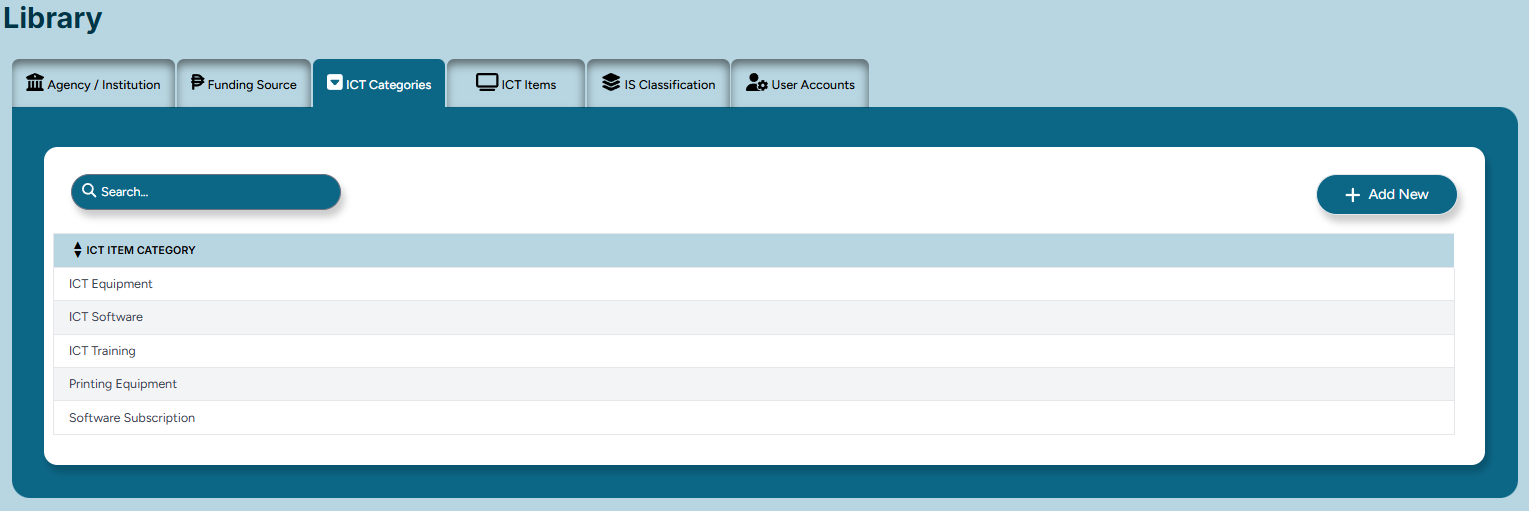 Library
Agency / Institution
Funding Source
ICT Categories
ICT Items
IS Classification
User Accounts
Search...
Add New
ICT ITEM CATEGORY
ICT Equipment
ICT Software
ICT Training
Printing Equipment
Software Subscription